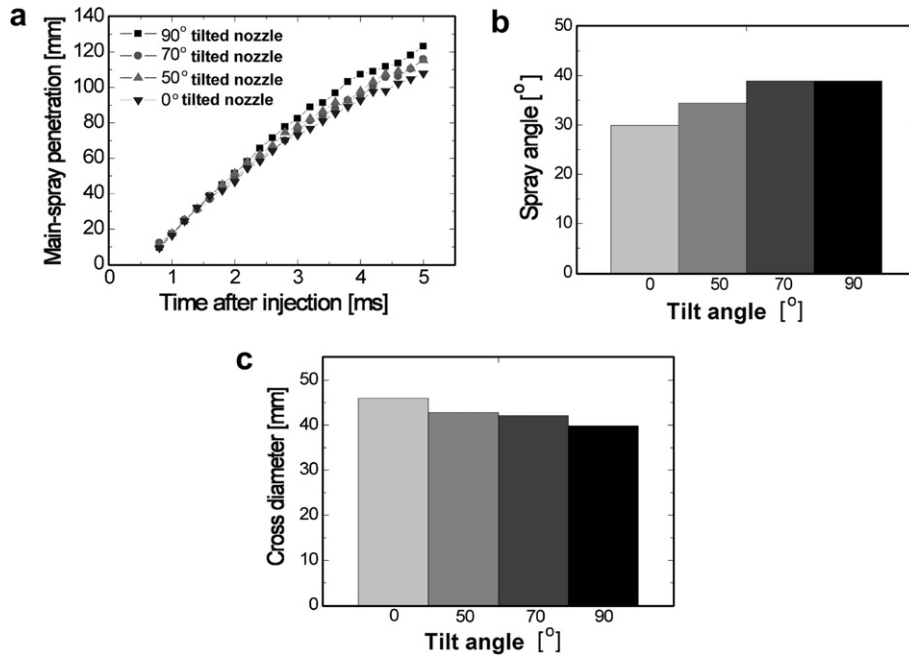 a
Main-spray penetration [mm]
140
120
100
80
60
40
20
0
90° tilted nozzle
70° tilted nozzle
50° tilted nozzle
0° tilted nozzle
0 1 2 3 4 5
Time after injection [ms]
b
Spray angle [°]
50
40
30
20
10
0
0 50 70 90
Tilt angle [°]
c
Cross diameter [mm]
50
40
30
20
10
0
0 50 70 90
Tilt angle [°]